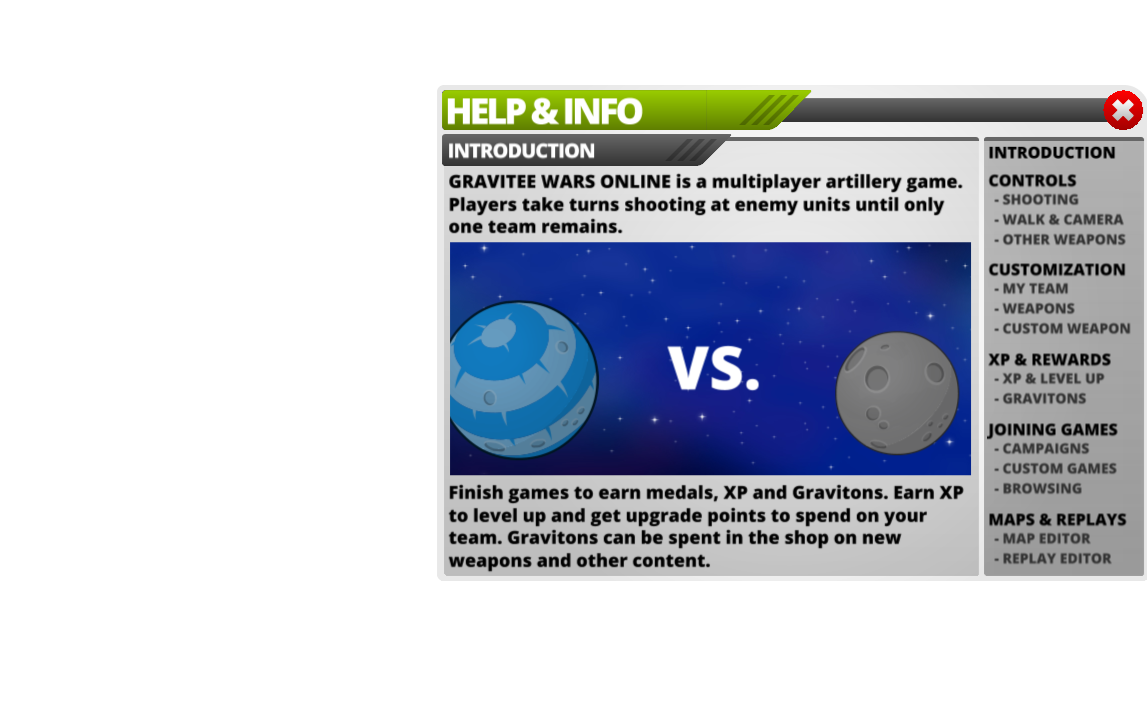 HELP & INFO
INTRODUCTION
GRAVITEE WARS ONLINE is a multiplayer artillery game.
Players take turns shooting at enemy units until only
one team remains.
VS.
Finish games to earn medals, XP and Gravitons. Earn XP
to level up and get upgrade points to spend on your
team. Gravitons can be spent in the shop on new
weapons and other content.
INTRODUCTION
CONTROLS
- SHOOTING
- WALK & CAMERA
- OTHER WEAPONS
CUSTOMIZATION
- MY TEAM
- WEAPONS
- CUSTOM WEAPON
XP & REWARDS
- XP & LEVEL UP
- GRAVITONS
JOINING GAMES
- CAMPAIGNS
- CUSTOM GAMES
- BROWSING
MAPS & REPLAYS
- MAP EDITOR
- REPLAY EDITOR